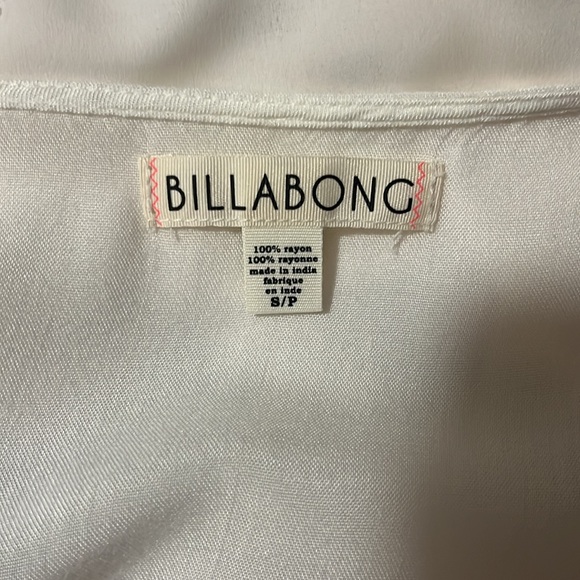 BILLABONG
100% rayon
100% rayonne
made in india
fabrique
en inde
S/P